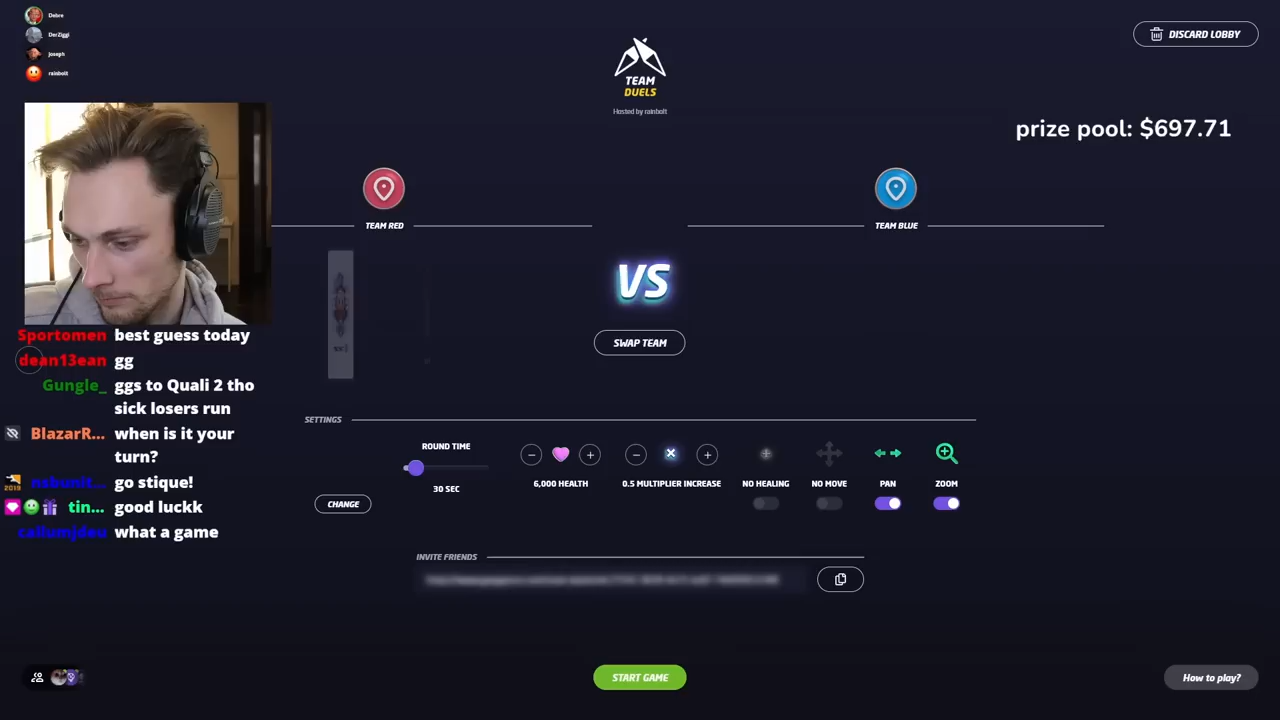 Debre
DerZiggi
joseph
rainbolt
DISCARD LOBBY
TEAM
DUELS
Hosted by rainbolt
prize pool: $697.71
TEAM RED
TEAM BLUE
VS
SWAP TEAM
Sportomen best guess today
dean13ean gg
Gungle_ ggs to Quali 2 tho
sick losers run
BlazarR... when is it your
turn?
2019 nsbunit... go stique!
tin... good luckk
callumjdeu what a game
SETTINGS
ROUND TIME
30 SEC
6,000 HEALTH
0.5 MULTIPLIER INCREASE
NO HEALING
NO MOVE
PAN
ZOOM
CHANGE
INVITE FRIENDS
START GAME
How to play?